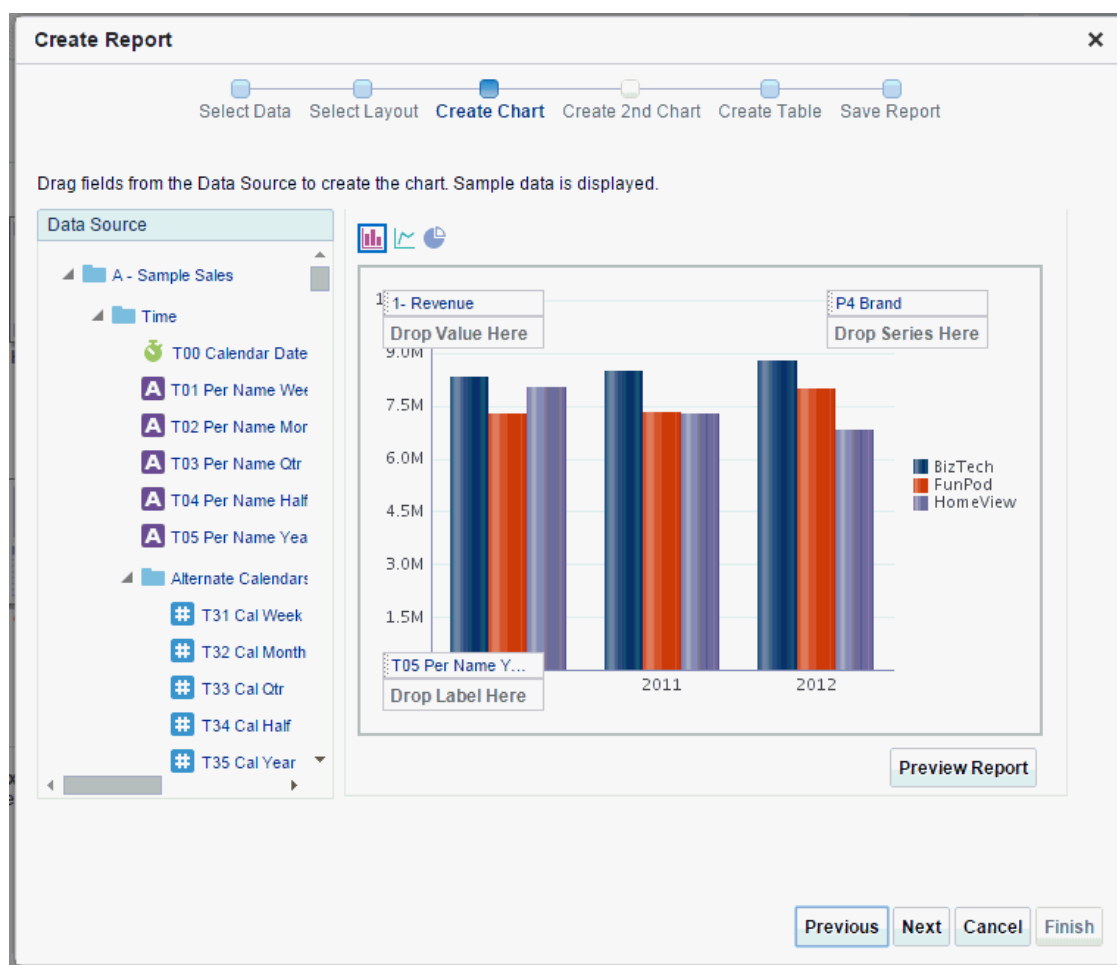 Create Report
Select Data
Select Layout
Create Chart
Create 2nd Chart
Create Table
Save Report
Drag fields from the Data Source to create the chart. Sample data is displayed.
Data Source
A - Sample Sales
Time
T00 Calendar Date
T01 Per Name Wee
T02 Per Name Mor
T03 Per Name Qtr
T04 Per Name Half
T05 Per Name Yea
Alternate Calendars
T31 Cal Week
T32 Cal Month
T33 Cal Qtr
T34 Cal Half
T35 Cal Year
1- Revenue
Drop Value Here
P4 Brand
Drop Series Here
9.0M
7.5M
6.0M
4.5M
3.0M
1.5M
BizTech
FunPod
HomeView
T05 Per Name Y...
Drop Label Here
2011
2012
Preview Report
Previous
Next
Cancel
Finish